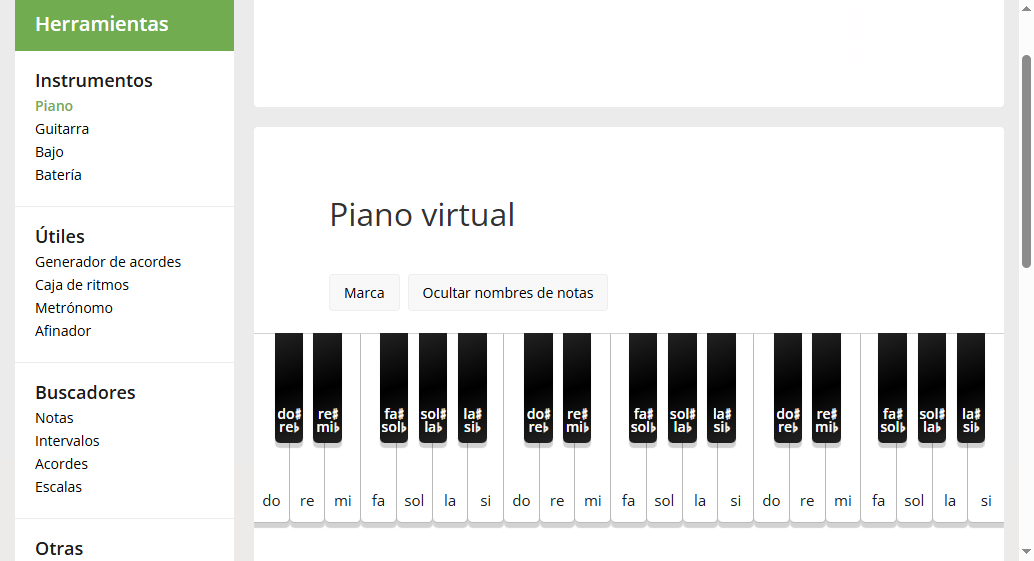 Herramientas
Instrumentos
Piano
Guitarra
Bajo
Batería
Útiles
Generador de acordes
Caja de ritmos
Metrónomo
Afinador
Buscadores
Notas
Intervalos
Acordes
Escalas
Otras
Piano virtual
Marca Ocultar nombres de notas
do# re# fa# sol# la# do# re# fa# sol# la# do# re# fa# sol# la#
re♭ mi♭ sol♭ la♭ si♭ re♭ mi♭ sol♭ la♭ si♭ re♭ mi♭ sol♭ la♭ si♭
do re mi fa sol la si do re mi fa sol la si do re mi fa sol la si